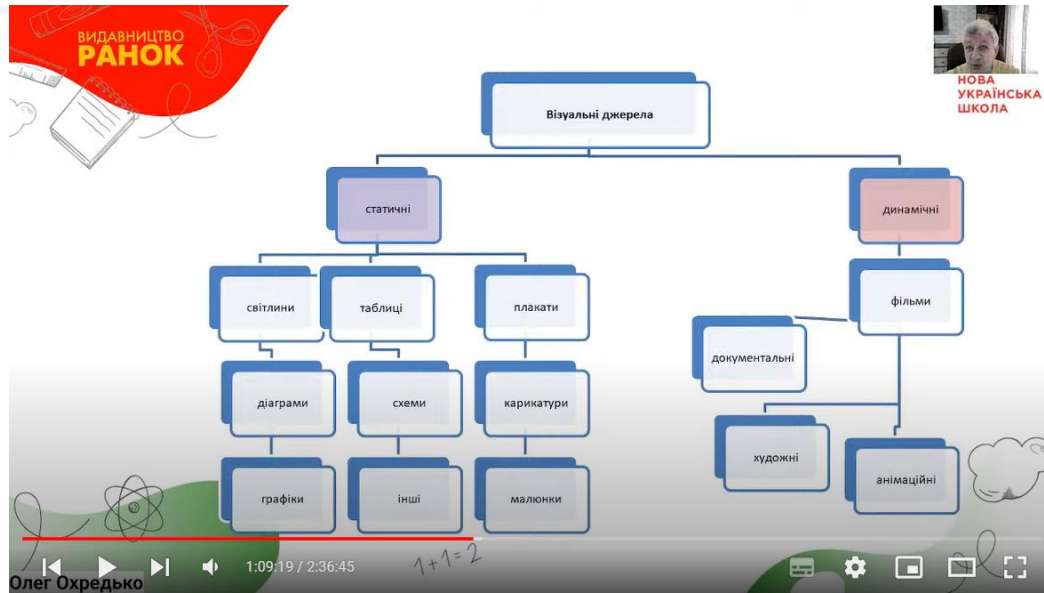 ВИДАВНИЦТВО
РАНОК
НОВА
УКРАЇНСЬКА
ШКОЛА
Візуальні джерела
статичні
динамічні
світлини
таблиці
плакати
фільми
документальні
діаграми
схеми
карикатури
художні
анімаційні
графіки
інші
малюнки
1+1=2
1:09:19 / 2:36:45
Олег Охредько